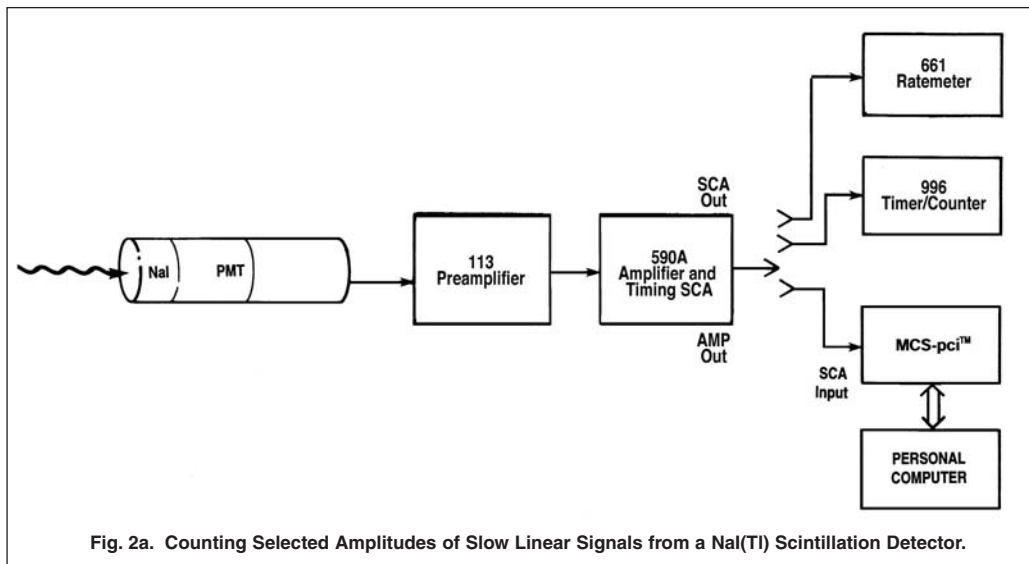 661
Ratemeter
SCA
Out
996
Timer/Counter
NaI
PMT
113
Preamplifier
590A
Amplifier and
Timing SCA
AMP
Out
SCA
Input
MCS-pci™
PERSONAL
COMPUTER
Fig. 2a. Counting Selected Amplitudes of Slow Linear Signals from a NaI(Tl) Scintillation Detector.